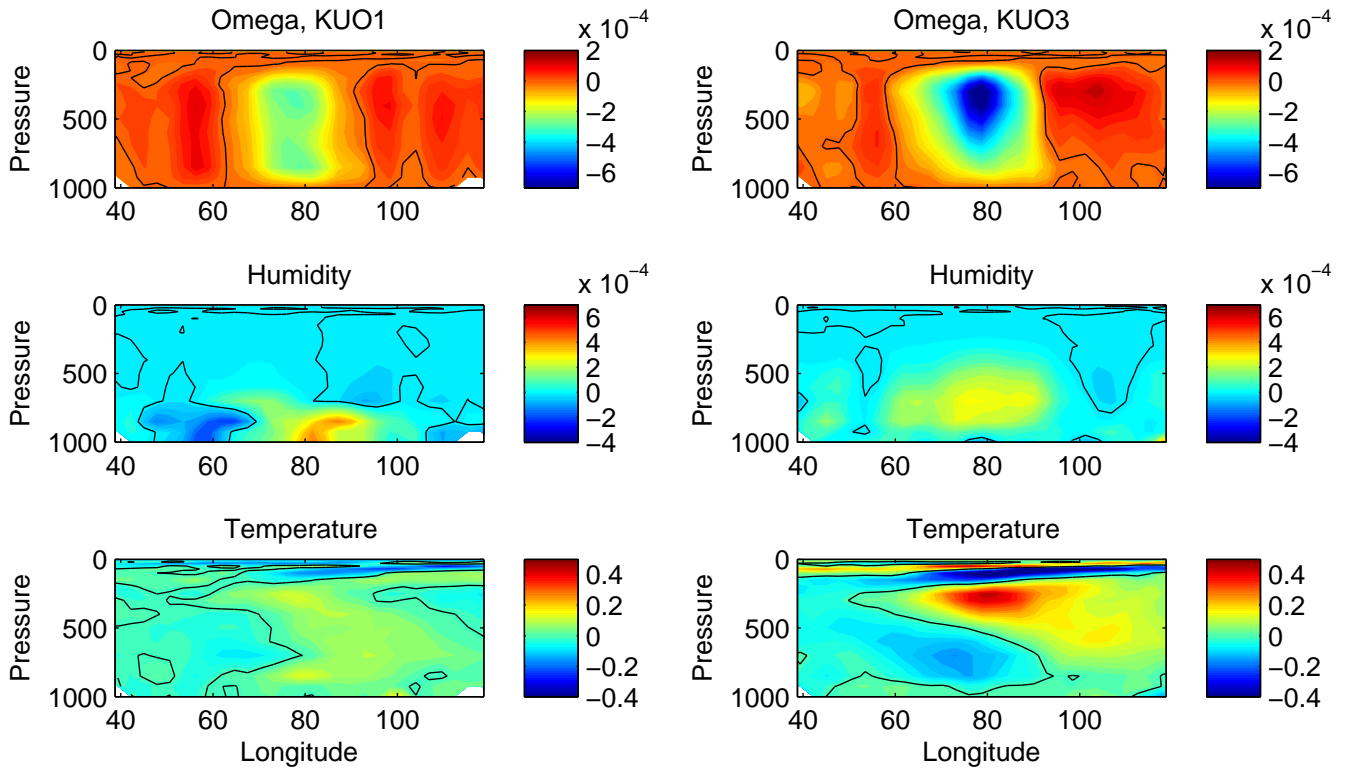 Omega, KUO1
x 10⁻⁴
0
500
1000
Pressure
40 60 80 100
2
0
−2
−4
−6
Omega, KUO3
x 10⁻⁴
0
500
1000
Pressure
40 60 80 100
2
0
−2
−4
−6
Humidity
x 10⁻⁴
0
500
1000
Pressure
40 60 80 100
6
4
2
0
−2
−4
Humidity
x 10⁻⁴
0
500
1000
Pressure
40 60 80 100
6
4
2
0
−2
−4
Temperature
0
500
1000
Pressure
40 60 80 100
Longitude
0.4
0.2
0
−0.2
−0.4
Temperature
0
500
1000
Pressure
40 60 80 100
Longitude
0.4
0.2
0
−0.2
−0.4